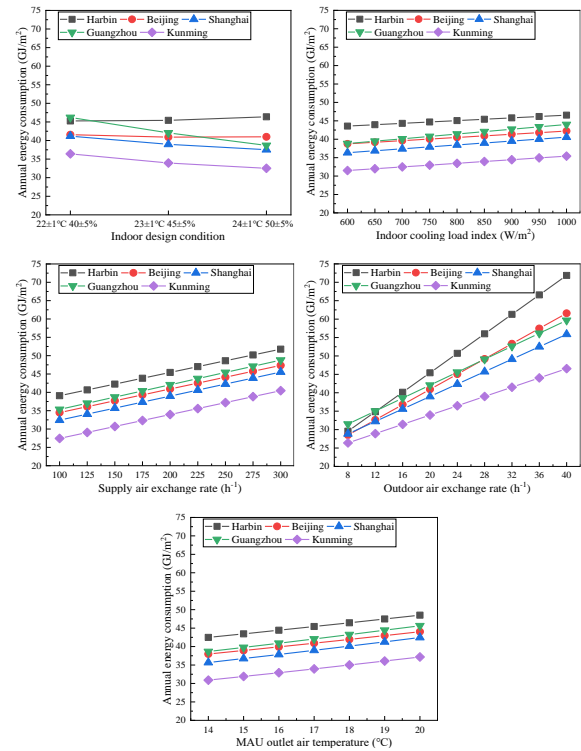 Annual energy consumption (GJ/m²)
75
70
65
60
55
50
45
40
35
30
25
20
Harbin Beijing Shanghai
Guangzhou Kunming
22±1℃ 40±5% 23±1℃ 45±5% 24±1℃ 50±5%
Indoor design condition
Annual energy consumption (GJ/m²)
75
70
65
60
55
50
45
40
35
30
25
20
Harbin Beijing Shanghai
Guangzhou Kunming
600 650 700 750 800 850 900 950 1000
Indoor cooling load index (W/m²)
Annual energy consumption (GJ/m²)
75
70
65
60
55
50
45
40
35
30
25
20
Harbin Beijing Shanghai
Guangzhou Kunming
100 125 150 175 200 225 250 275 300
Supply air exchange rate (h⁻¹)
Annual energy consumption (GJ/m²)
75
70
65
60
55
50
45
40
35
30
25
20
Harbin Beijing Shanghai
Guangzhou Kunming
8 12 16 20 24 28 32 36 40
Outdoor air exchange rate (h⁻¹)
Annual energy consumption (GJ/m²)
75
70
65
60
55
50
45
40
35
30
25
20
Harbin Beijing Shanghai
Guangzhou Kunming
14 15 16 17 18 19 20
MAU outlet air temperature (℃)